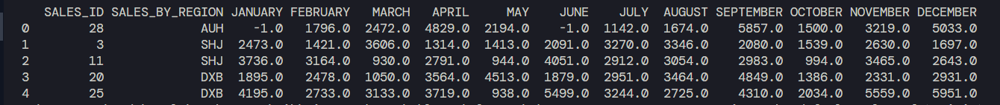 SALES_ID SALES_BY_REGION JANUARY FEBRUARY MARCH APRIL MAY JUNE JULY AUGUST SEPTEMBER OCTOBER NOVEMBER DECEMBER
0 28 AUH -1.0 1796.0 2472.0 4829.0 2194.0 -1.0 1142.0 1674.0 5857.0 1500.0 3219.0 5033.0
1 3 SHJ 2473.0 1421.0 3606.0 1314.0 1413.0 2091.0 3270.0 3346.0 2080.0 1539.0 2630.0 1697.0
2 11 SHJ 3736.0 3164.0 930.0 2791.0 944.0 4051.0 2912.0 3054.0 2983.0 994.0 3465.0 2643.0
3 20 DXB 1895.0 2478.0 1050.0 3564.0 4513.0 1879.0 2951.0 3464.0 4849.0 1386.0 2331.0 2931.0
4 25 DXB 4195.0 2733.0 3133.0 3719.0 938.0 5499.0 3244.0 2725.0 4310.0 2034.0 5559.0 5951.0